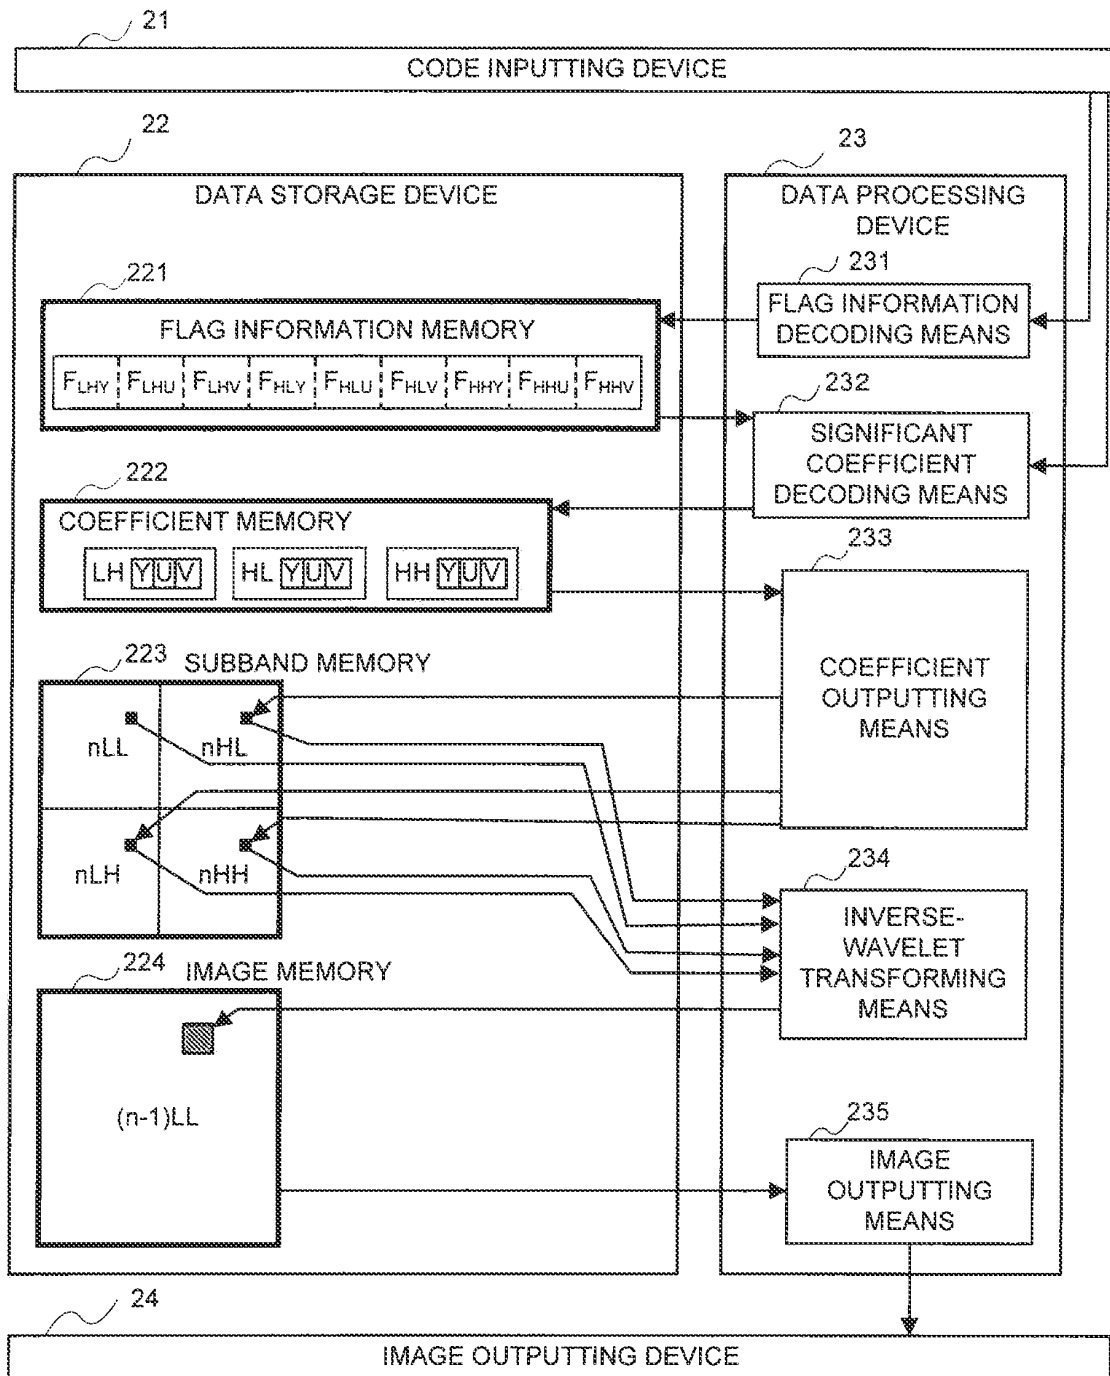 21
CODE INPUTTING DEVICE
22
23
DATA STORAGE DEVICE
DATA PROCESSING
DEVICE
221
231
FLAG INFORMATION MEMORY
FLAG INFORMATION
DECODING MEANS
FLHY FLHU FLHV FHLY FHLU FHLV FHHY FHHU FHHV
232
SIGNIFICANT
COEFFICIENT
DECODING MEANS
222
COEFFICIENT MEMORY
LH Y U V HL Y U V HH Y U V
233
COEFFICIENT
OUTPUTTING
MEANS
223
SUBBAND MEMORY
nLL nHL
nLH nHH
234
INVERSE-
WAVELET
TRANSFORMING
MEANS
224
IMAGE MEMORY
(n-1)LL
235
IMAGE
OUTPUTTING
MEANS
24
IMAGE OUTPUTTING DEVICE